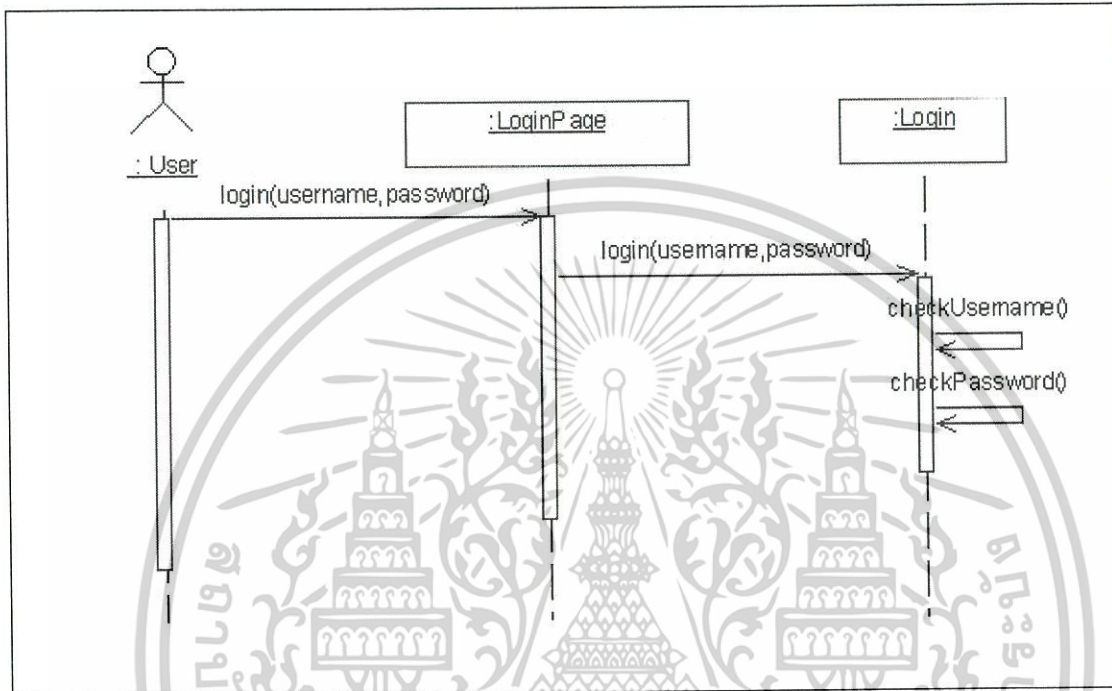 :LoginPage
:Login
: User
login(username,password)
login(username,password)
checkUsername()
checkPassword()